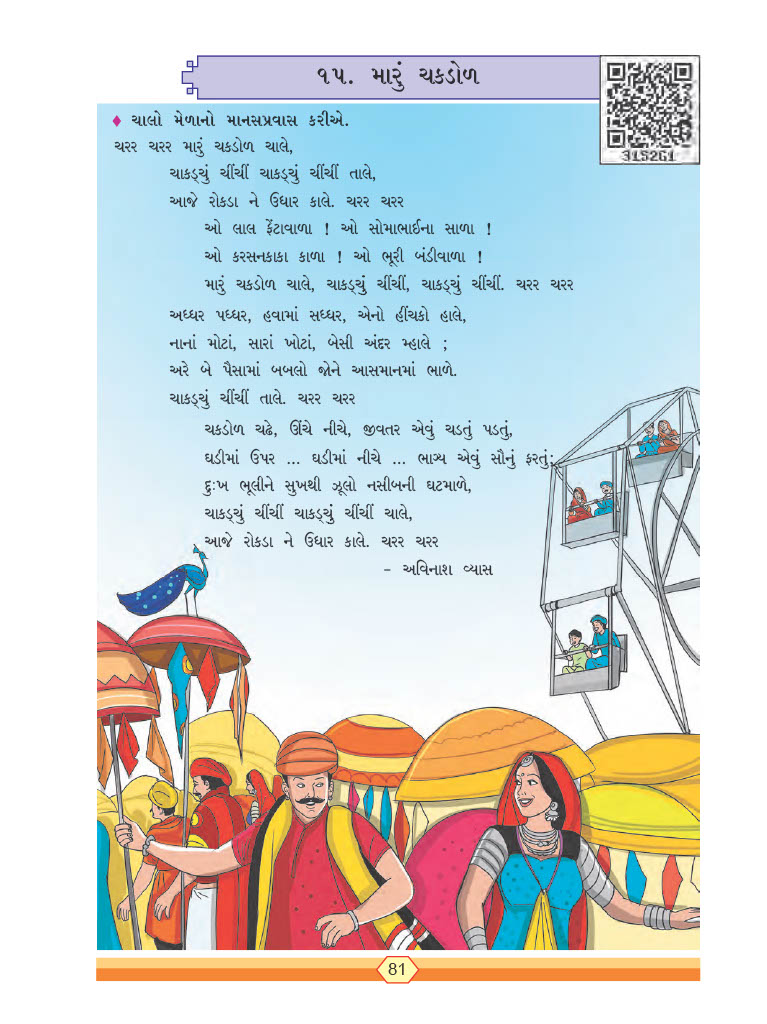 ૧૫. મારું ચકડોળ
315261
♦ ચાલો મેળાનો માનસપ્રવાસ કરીએ.
ચરર ચરર મારું ચકડોળ ચાલે,
ચાકડ્ચું ચીંચીં ચાકડ્ચું ચીંચીં તાલે,
આજે રોકડા ને ઉધાર કાલે. ચરર ચરર
ઓ લાલ ફેંટાવાળા ! ઓ સોમાભાઈના સાળા !
ઓ કરસનકાકા કાળા ! ઓ ભૂરી બંડીવાળા !
મારું ચકડોળ ચાલે, ચાકડ્ચું ચીંચીં, ચાકડ્ચું ચીંચીં. ચરર ચરર
અધ્ધર પધ્ધર, હવામાં સધ્ધર, એનો હીંચકો હાલે,
નાનાં મોટાં, સારાં ખોટાં, બેસી અંદર મ્હાલે ;
અરે બે પૈસામાં બબલો જોને આસમાનમાં ભાળે.
ચાકડ્ચું ચીંચીં તાલે. ચરર ચરર
ચકડોળ ચઢે, ઊંચે નીચે, જીવતર એવું ચડતું પડતું,
ઘડીમાં ઉપર ... ઘડીમાં નીચે ... ભાગ્ય એવું સૌનું ફરતું;
દુઃખ ભૂલીને સુખથી ઝૂલો નસીબની ઘટમાળે,
ચાકડ્ચું ચીંચીં ચાકડ્ચું ચીંચીં ચાલે,
આજે રોકડા ને ઉધાર કાલે. ચરર ચરર
- અવિનાશ વ્યાસ
81